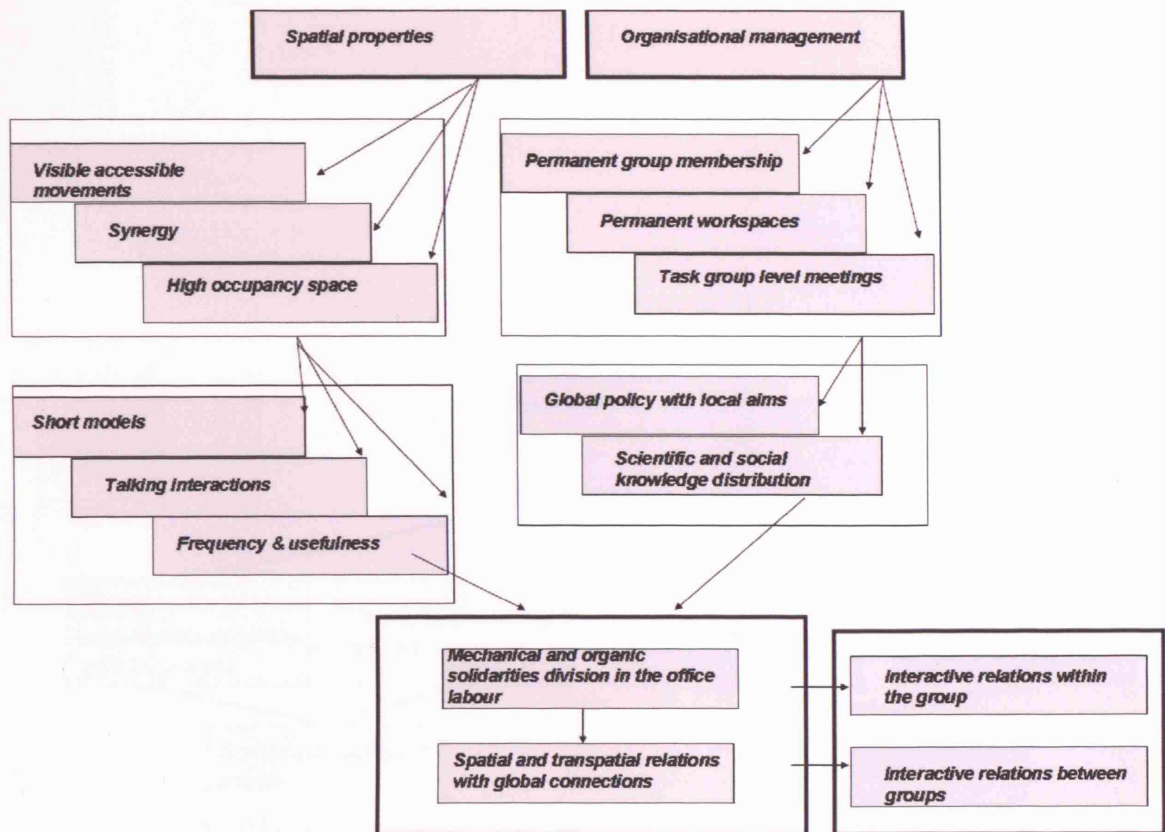 Spatial properties
Organisational management
Visible accessible
movements
Synergy
High occupancy space
Permanent group membership
Permanent workspaces
Task group level meetings
Short models
Talking interactions
Frequency & usefulness
Global policy with local aims
Scientific and social
knowledge distribution
Mechanical and organic
solidarities division in the office
labour
Spatial and transpatial relations
with global connections
Interactive relations within
the group
Interactive relations between
groups